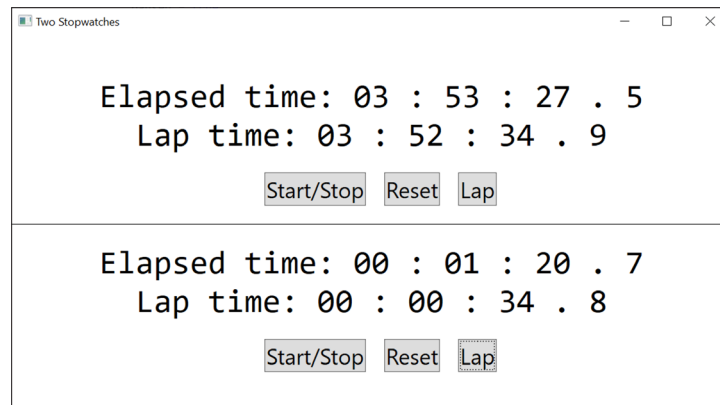 Two Stopwatches
Elapsed time: 03 : 53 : 27 . 5
Lap time: 03 : 52 : 34 . 9
Start/Stop Reset Lap
Elapsed time: 00 : 01 : 20 . 7
Lap time: 00 : 00 : 34 . 8
Start/Stop Reset Lap